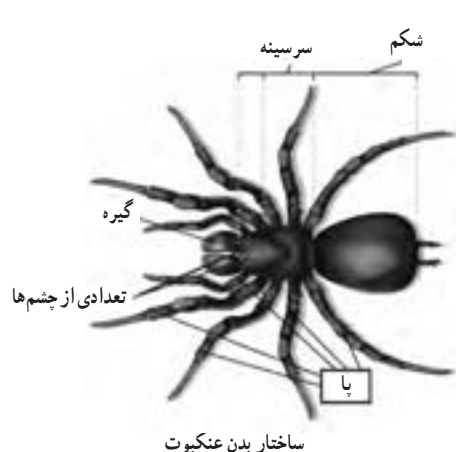 شکم
سرسینه
گیره
تعدادی از چشم‌ها
پا
ساختار بدن عنکبوت